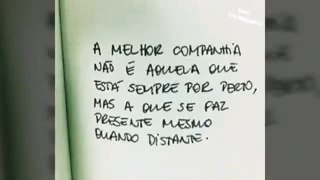 A MELHOR COMPANHIA
NÃO É AQUELA QUE
ESTÁ SEMPRE POR PERTO,
MAS A QUE SE FAZ
PRESENTE MESMO
QUANDO DISTANTE.